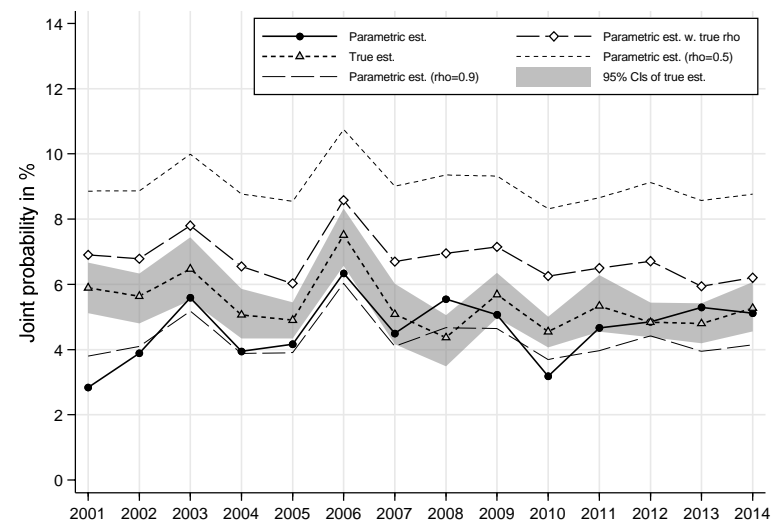 14
12
10
8
6
4
2
0
Joint probability in %
Parametric est.
Parametric est. w. true rho
True est.
Parametric est. (rho=0.5)
Parametric est. (rho=0.9)
95% CIs of true est.
2001 2002 2003 2004 2005 2006 2007 2008 2009 2010 2011 2012 2013 2014